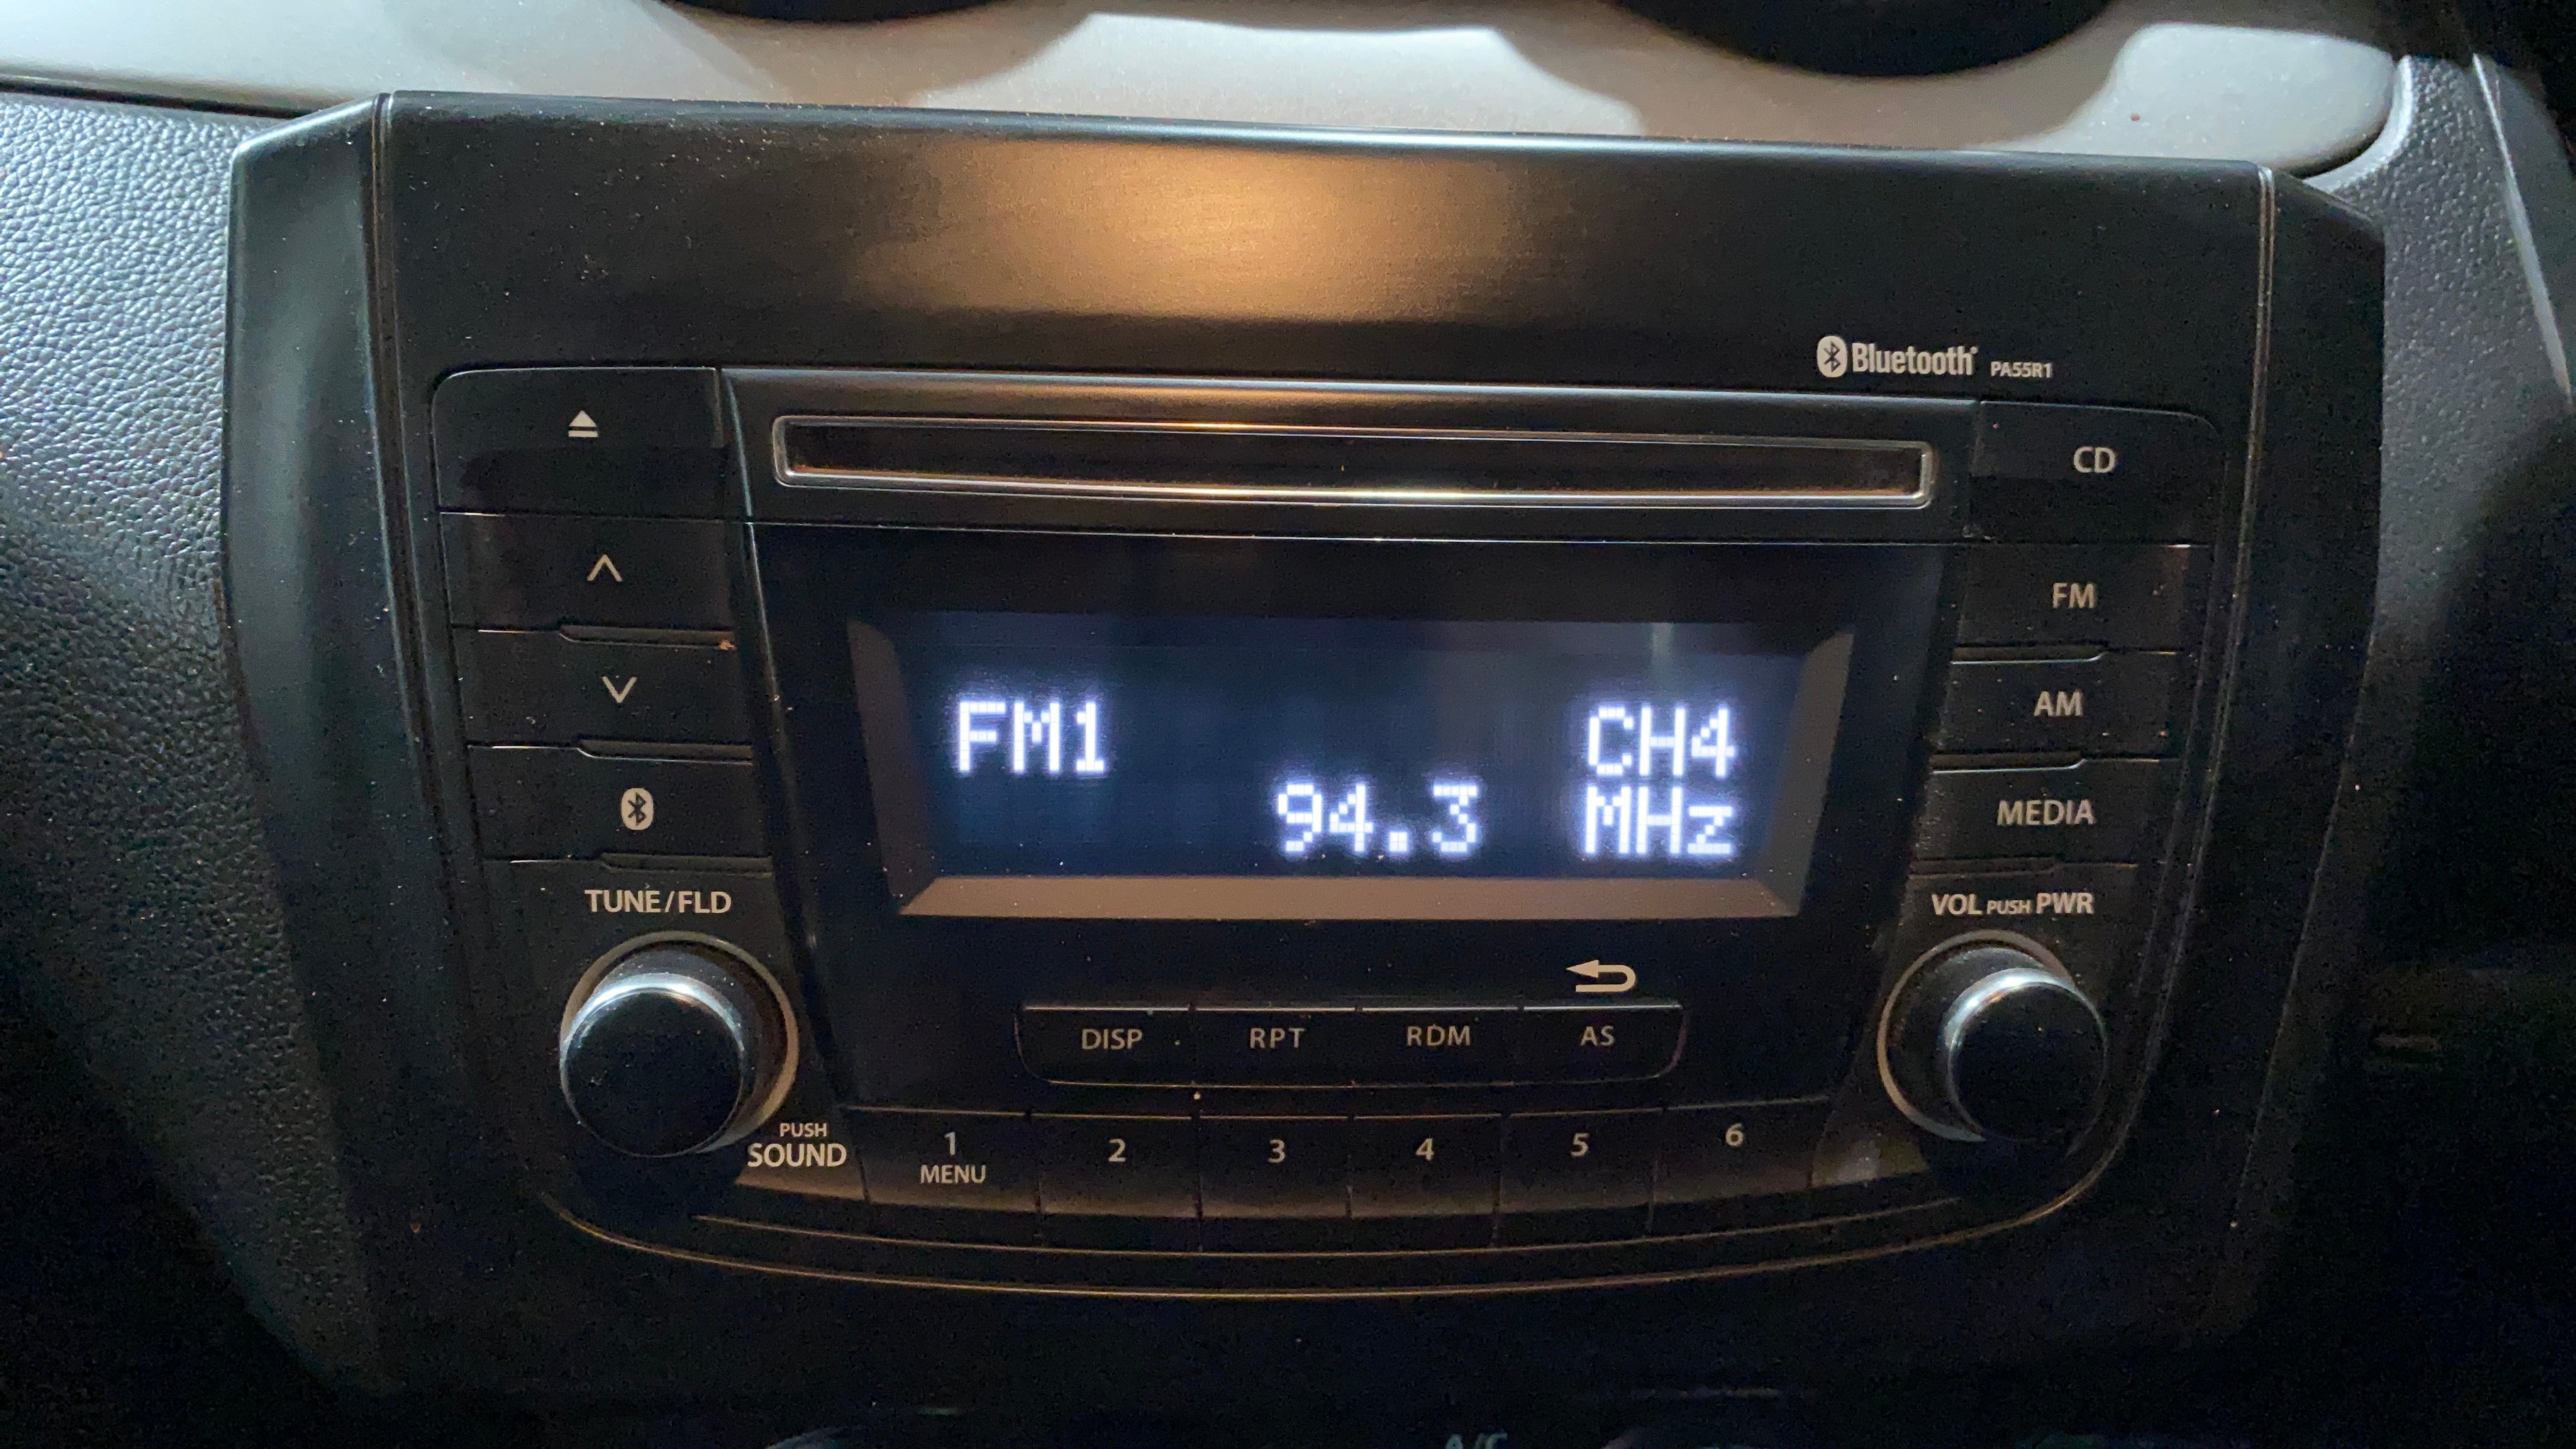 Bluetooth® PA55R1
CD
FM
AM
MEDIA
FM1 CH4
94.3 MHz
TUNE/FLD
VOL PUSH PWR
DISP RPT RDM AS
PUSH
SOUND
1 2 3 4 5 6
MENU
A/C